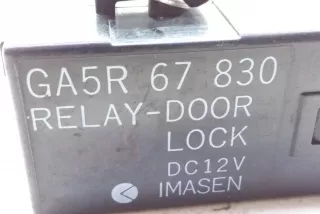 GA5R 67 830
RELAY-DOOR
LOCK
DC12V
IMASEN